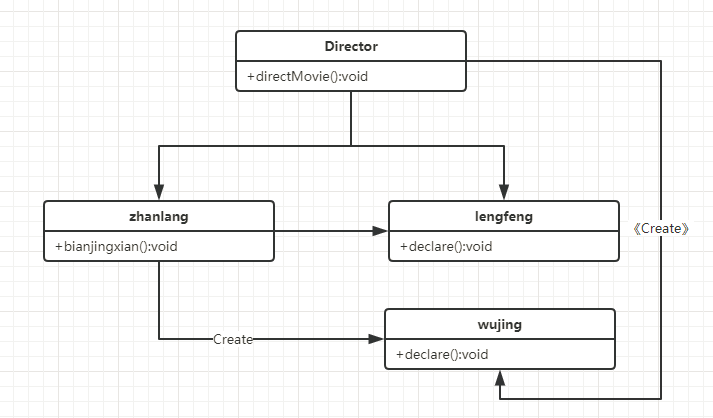 Director
+directMovie():void
zhanlang
+bianjingxian():void
lengfeng
+declare():void
《Create》
wujing
+declare():void
Create